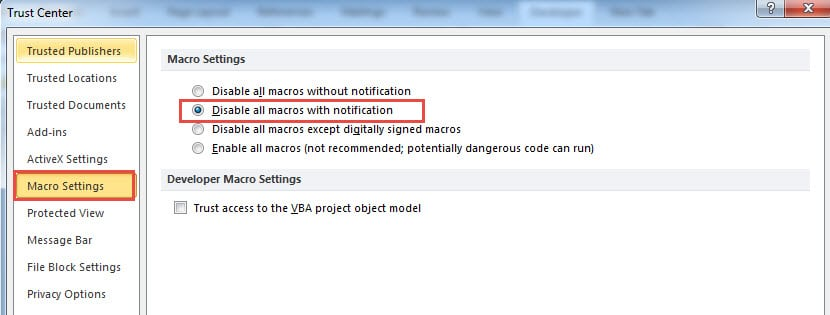 Trust Center
Trusted Publishers
Trusted Locations
Trusted Documents
Add-ins
ActiveX Settings
Macro Settings
Protected View
Message Bar
File Block Settings
Privacy Options
Macro Settings
Disable all macros without notification
Disable all macros with notification
Disable all macros except digitally signed macros
Enable all macros (not recommended; potentially dangerous code can run)
Developer Macro Settings
Trust access to the VBA project object model